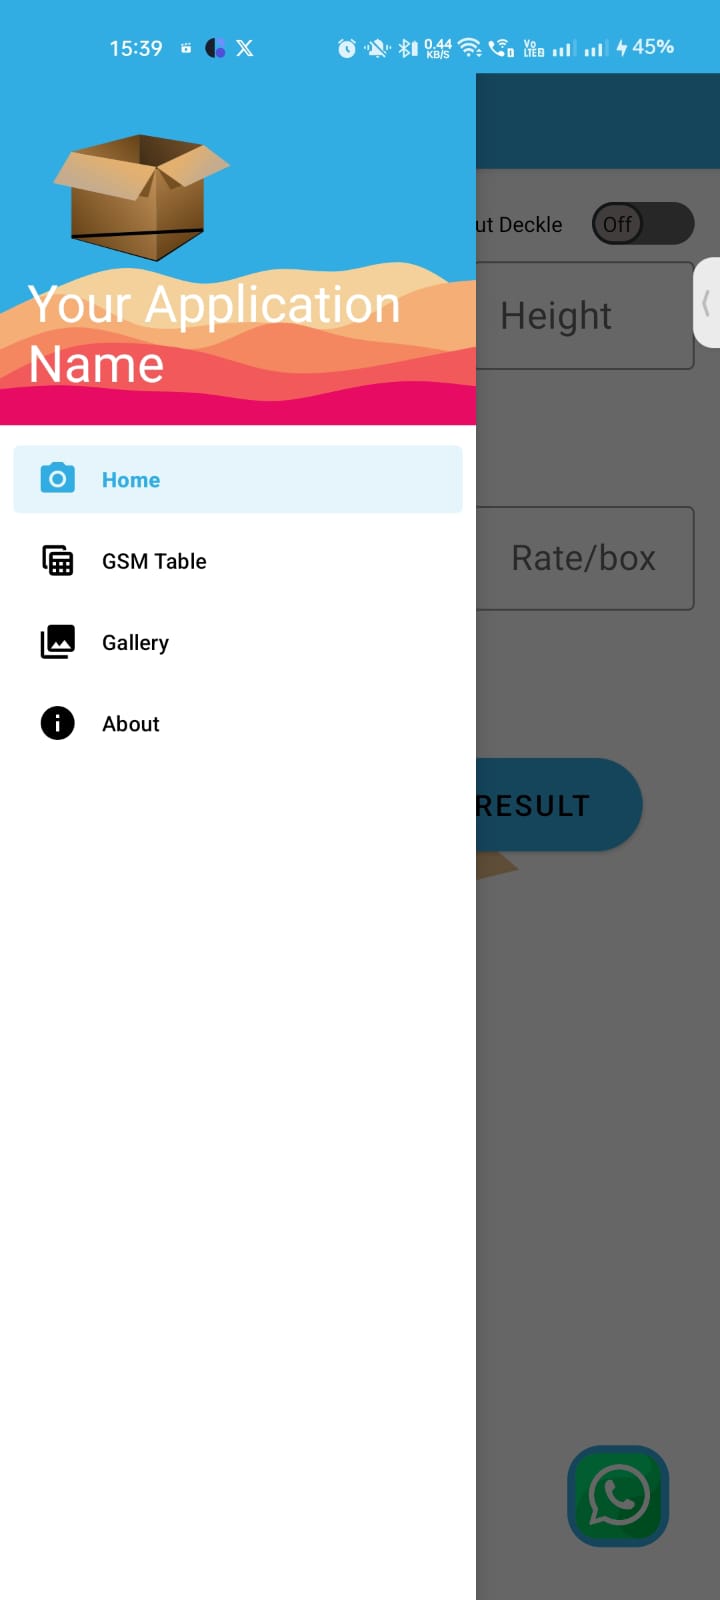 15:39 0.44 KB/S Vo LTE2 45%
ut Deckle Off
Height
Your Application
Name
Home
GSM Table
Rate/box
Gallery
About
RESULT